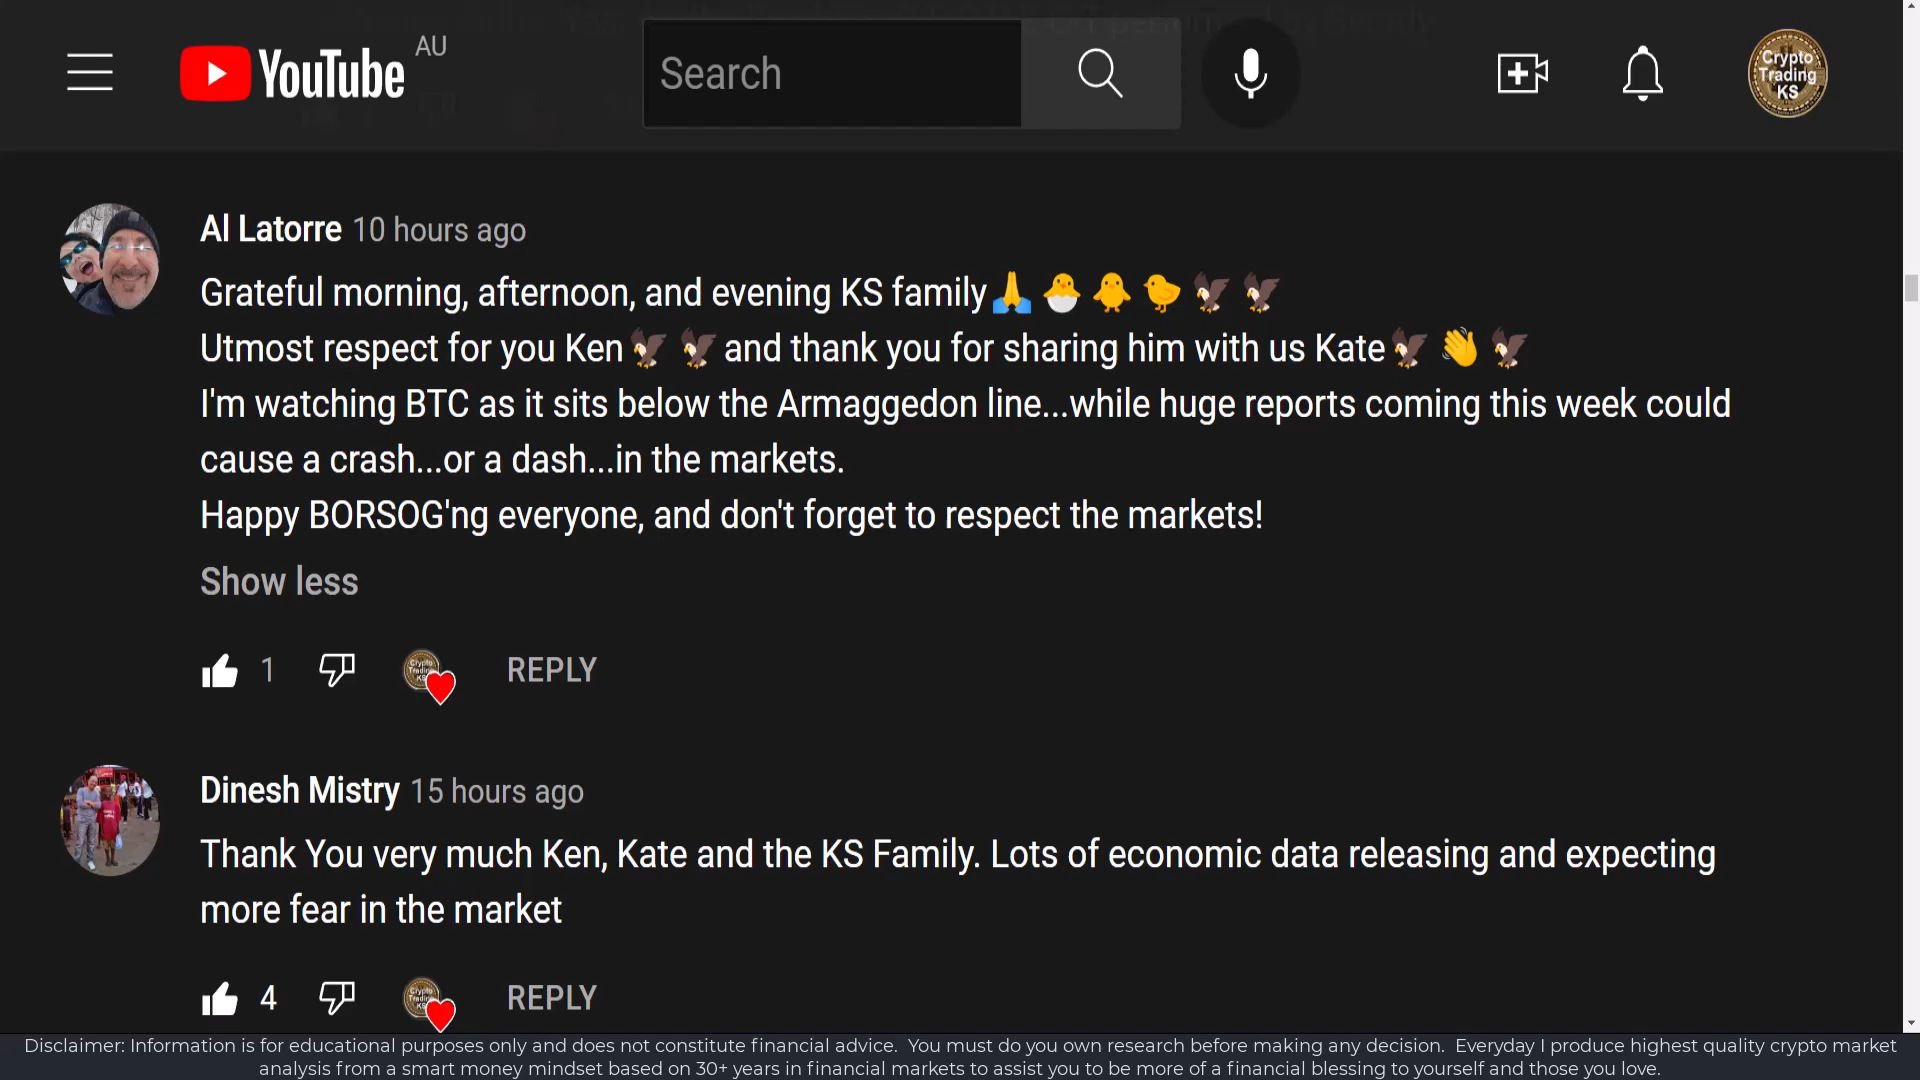 YouTube AU
Search
Crypto
Trading
KS
Al Latorre 10 hours ago
Grateful morning, afternoon, and evening KS family🙏🐣🐥🐤🦅🦅
Utmost respect for you Ken🦅🦅and thank you for sharing him with us Kate🦅👋🦅
I'm watching BTC as it sits below the Armaggedon line...while huge reports coming this week could
cause a crash...or a dash...in the markets.
Happy BORSOG'ng everyone, and don't forget to respect the markets!
Show less
1 REPLY
Dinesh Mistry 15 hours ago
Thank You very much Ken, Kate and the KS Family. Lots of economic data releasing and expecting
more fear in the market
4 REPLY
Disclaimer: Information is for educational purposes only and does not constitute financial advice. You must do you own research before making any decision. Everyday I produce highest quality crypto market
analysis from a smart money mindset based on 30+ years in financial markets to assist you to be more of a financial blessing to yourself and those you love.